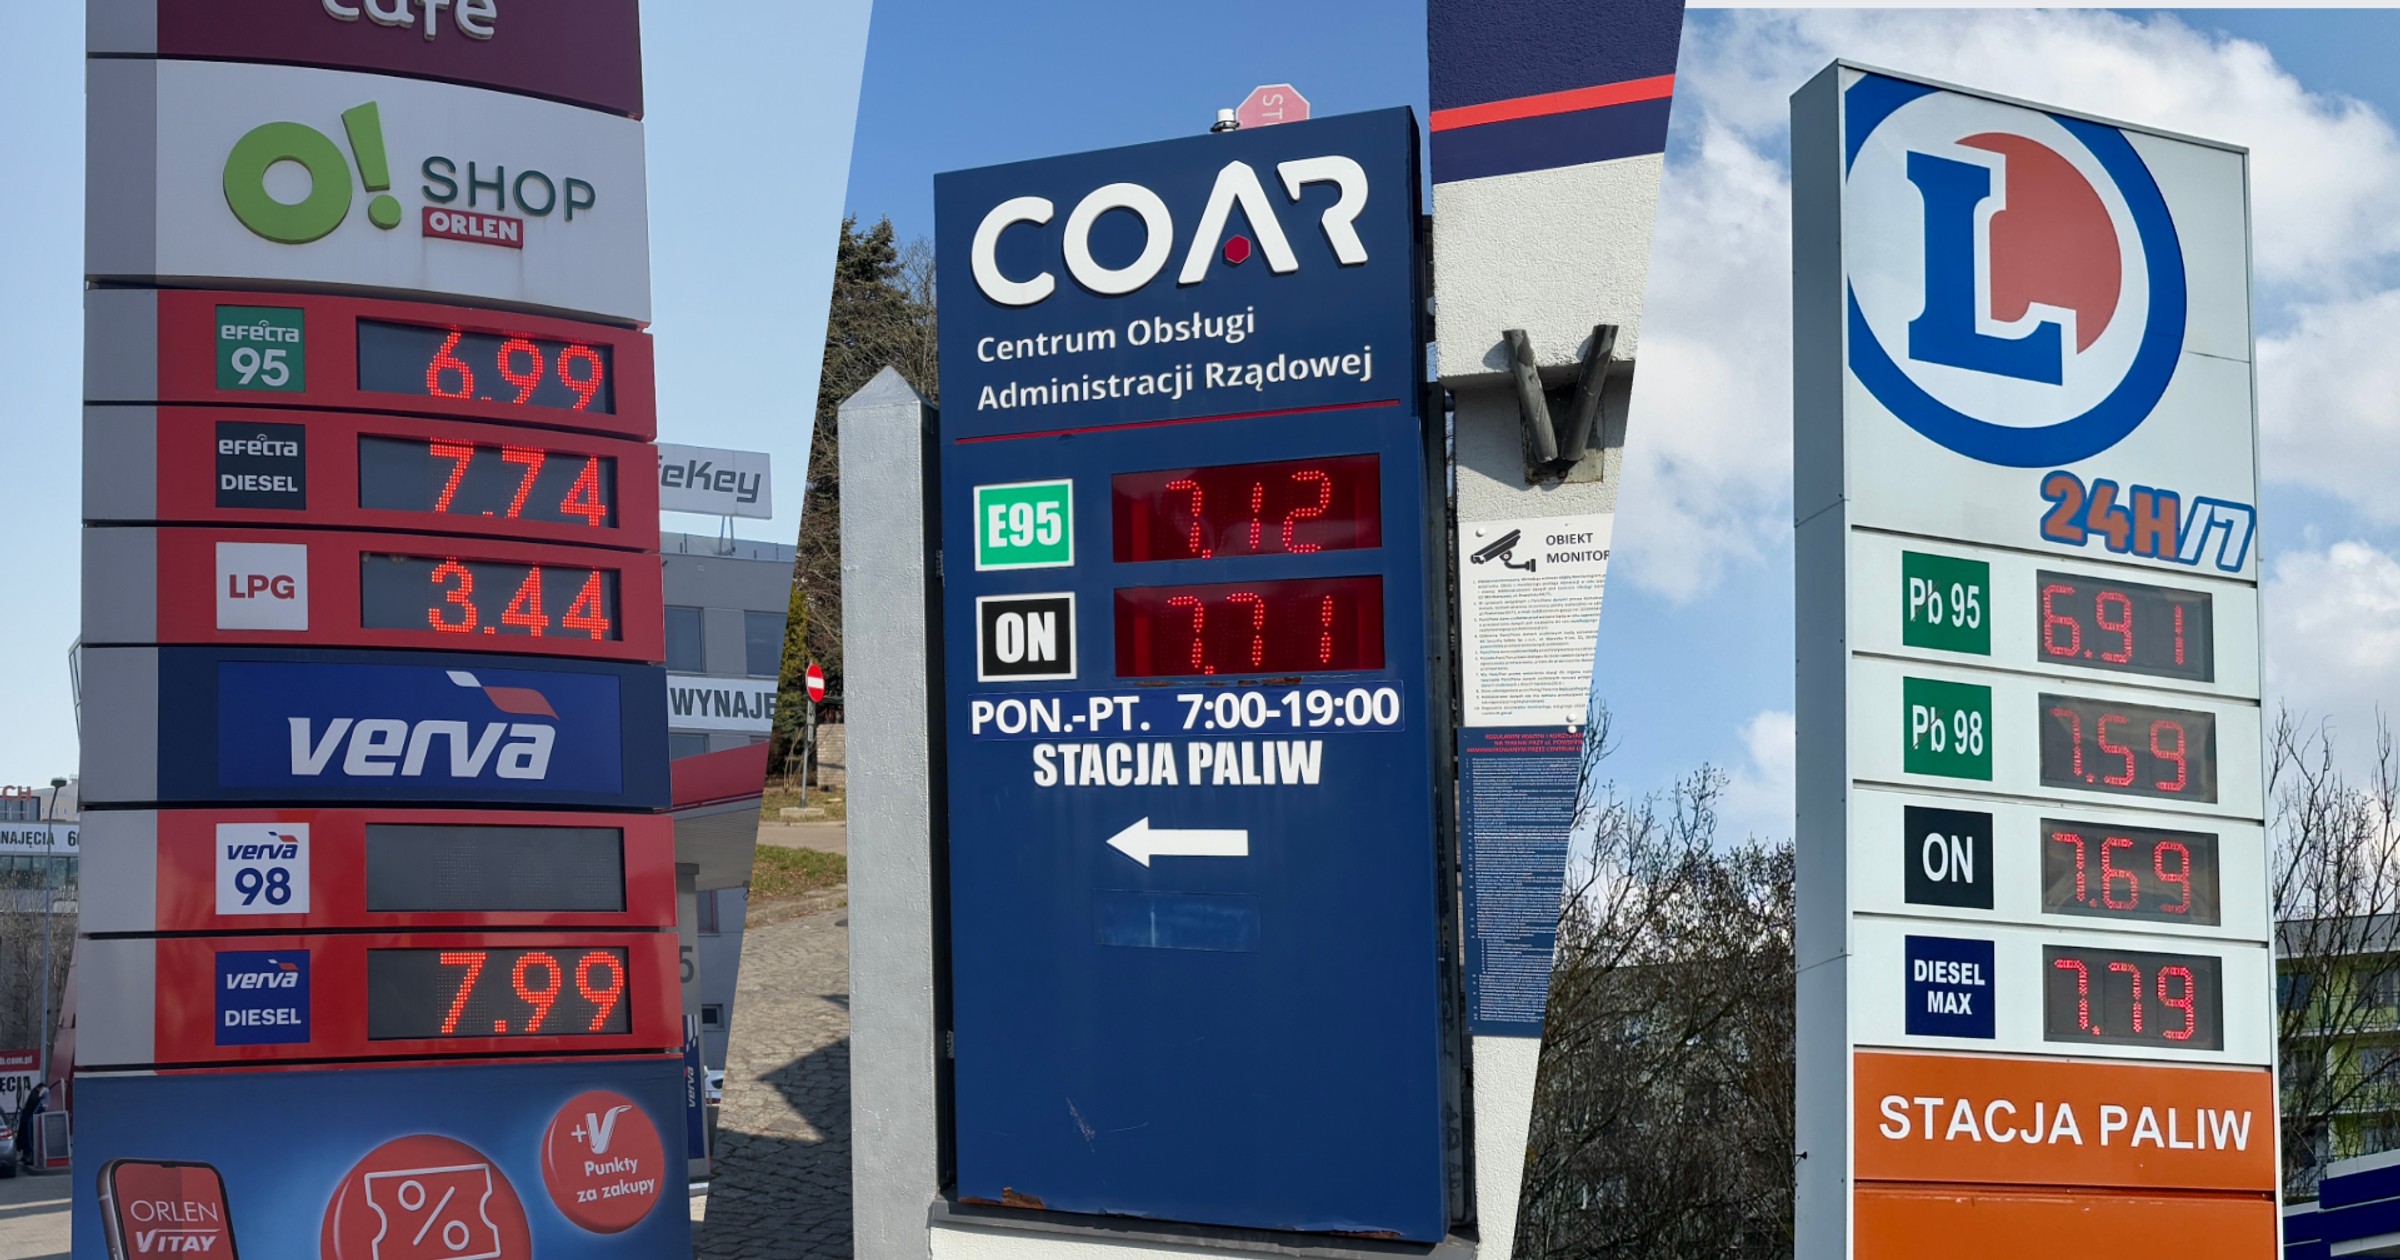 café
O! SHOP
ORLEN
efecta
95
6.99
efecta
DIESEL
7.74
LPG
3.44
verva
verva
98
verva
DIESEL
7.99
+V
Punkty
za zakupy
ORLEN
VITAY
%
eKey
WYNAJE
NAJĘCIA
verva
COAR
Centrum Obsługi
Administracji Rządowej
E95
7.12
ON
7.71
PON.-PT. 7:00-19:00
STACJA PALIW
OBIEKT
MONITOR
L
24H/7
Pb 95
6.91
Pb 98
7.59
ON
7.69
DIESEL
MAX
7.79
STACJA PALIW